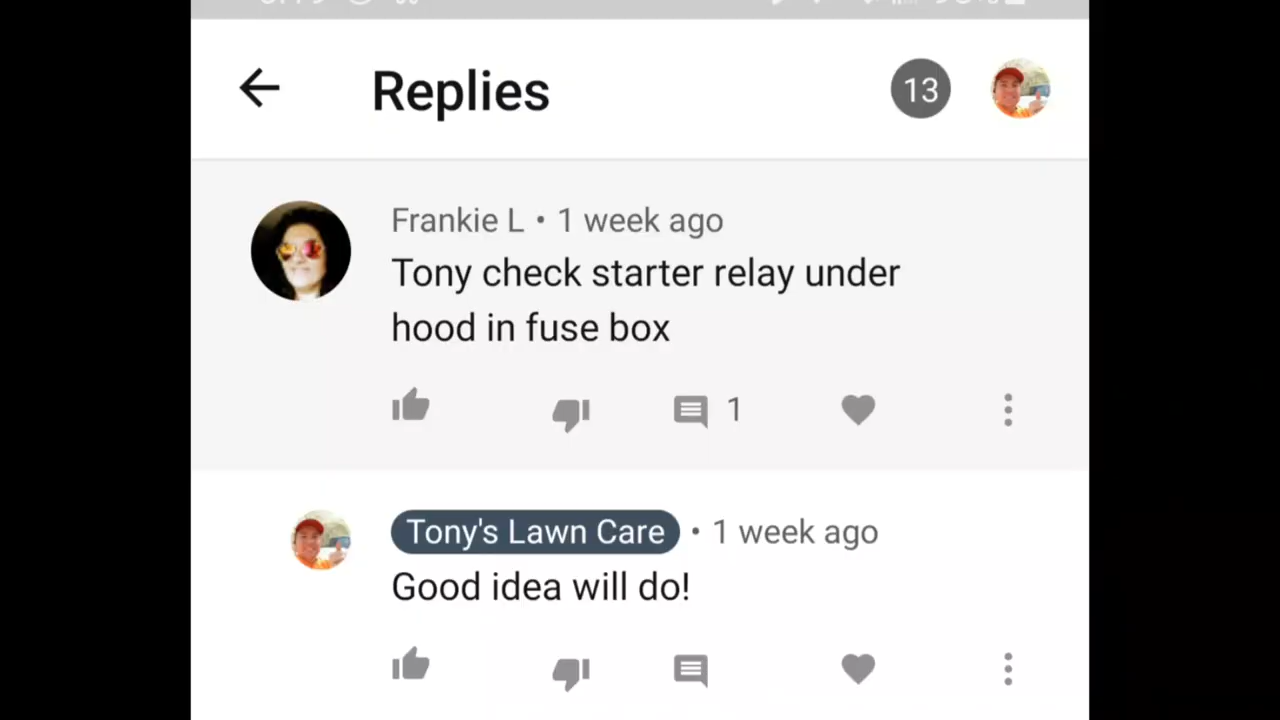 Replies
13
Frankie L • 1 week ago
Tony check starter relay under
hood in fuse box
1
Tony's Lawn Care • 1 week ago
Good idea will do!